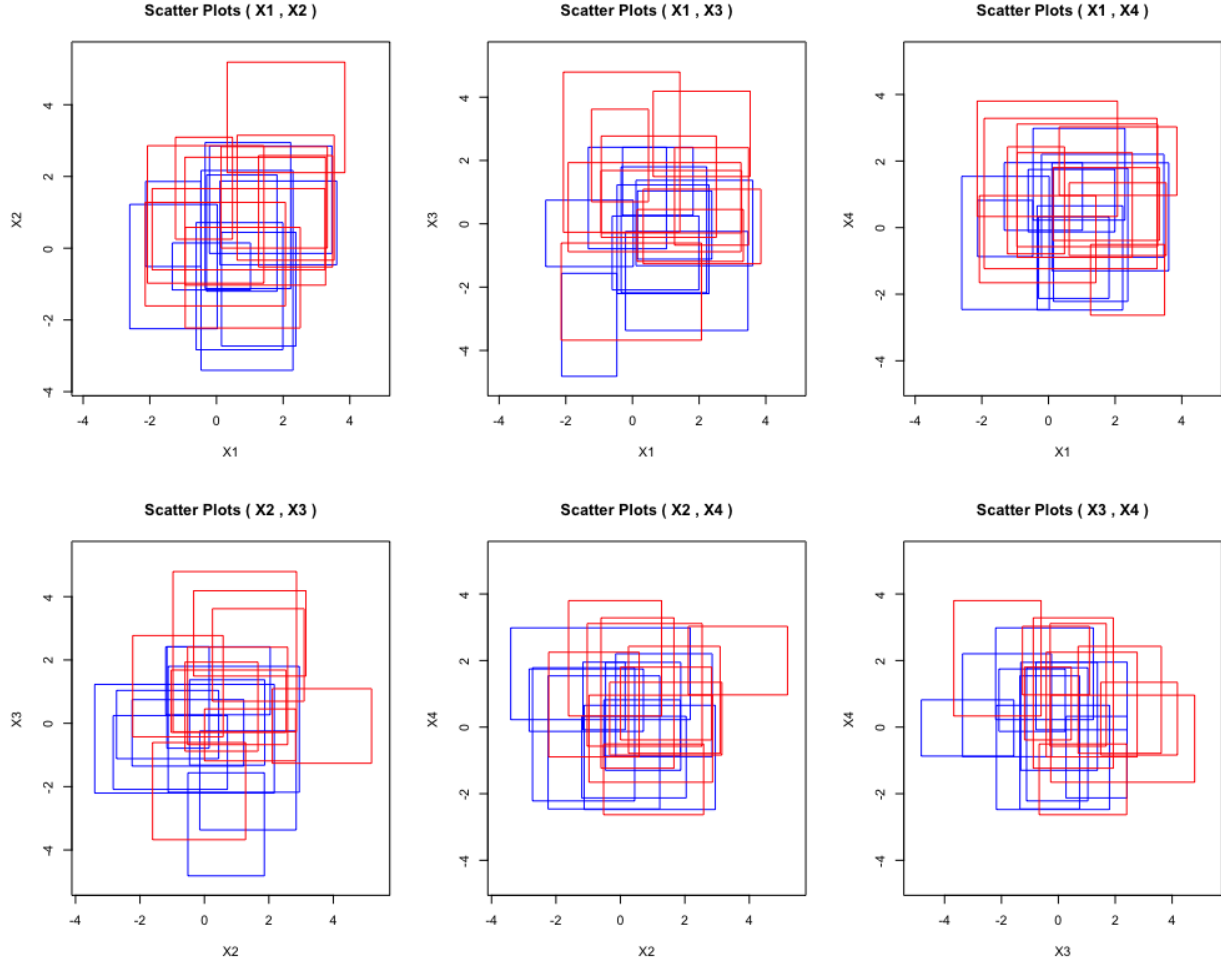 Scatter Plots ( X1 , X2 )
Scatter Plots ( X1 , X3 )
Scatter Plots ( X1 , X4 )
X2
4
2
0
-2
-4
-4 -2 0 2 4
X1
X3
4
2
0
-2
-4
-4 -2 0 2 4
X1
X4
4
2
0
-2
-4
-4 -2 0 2 4
X1
Scatter Plots ( X2 , X3 )
Scatter Plots ( X2 , X4 )
Scatter Plots ( X3 , X4 )
X3
4
2
0
-2
-4
-4 -2 0 2 4
X2
X4
4
2
0
-2
-4
-4 -2 0 2 4
X2
X4
4
2
0
-2
-4
-4 -2 0 2 4
X3